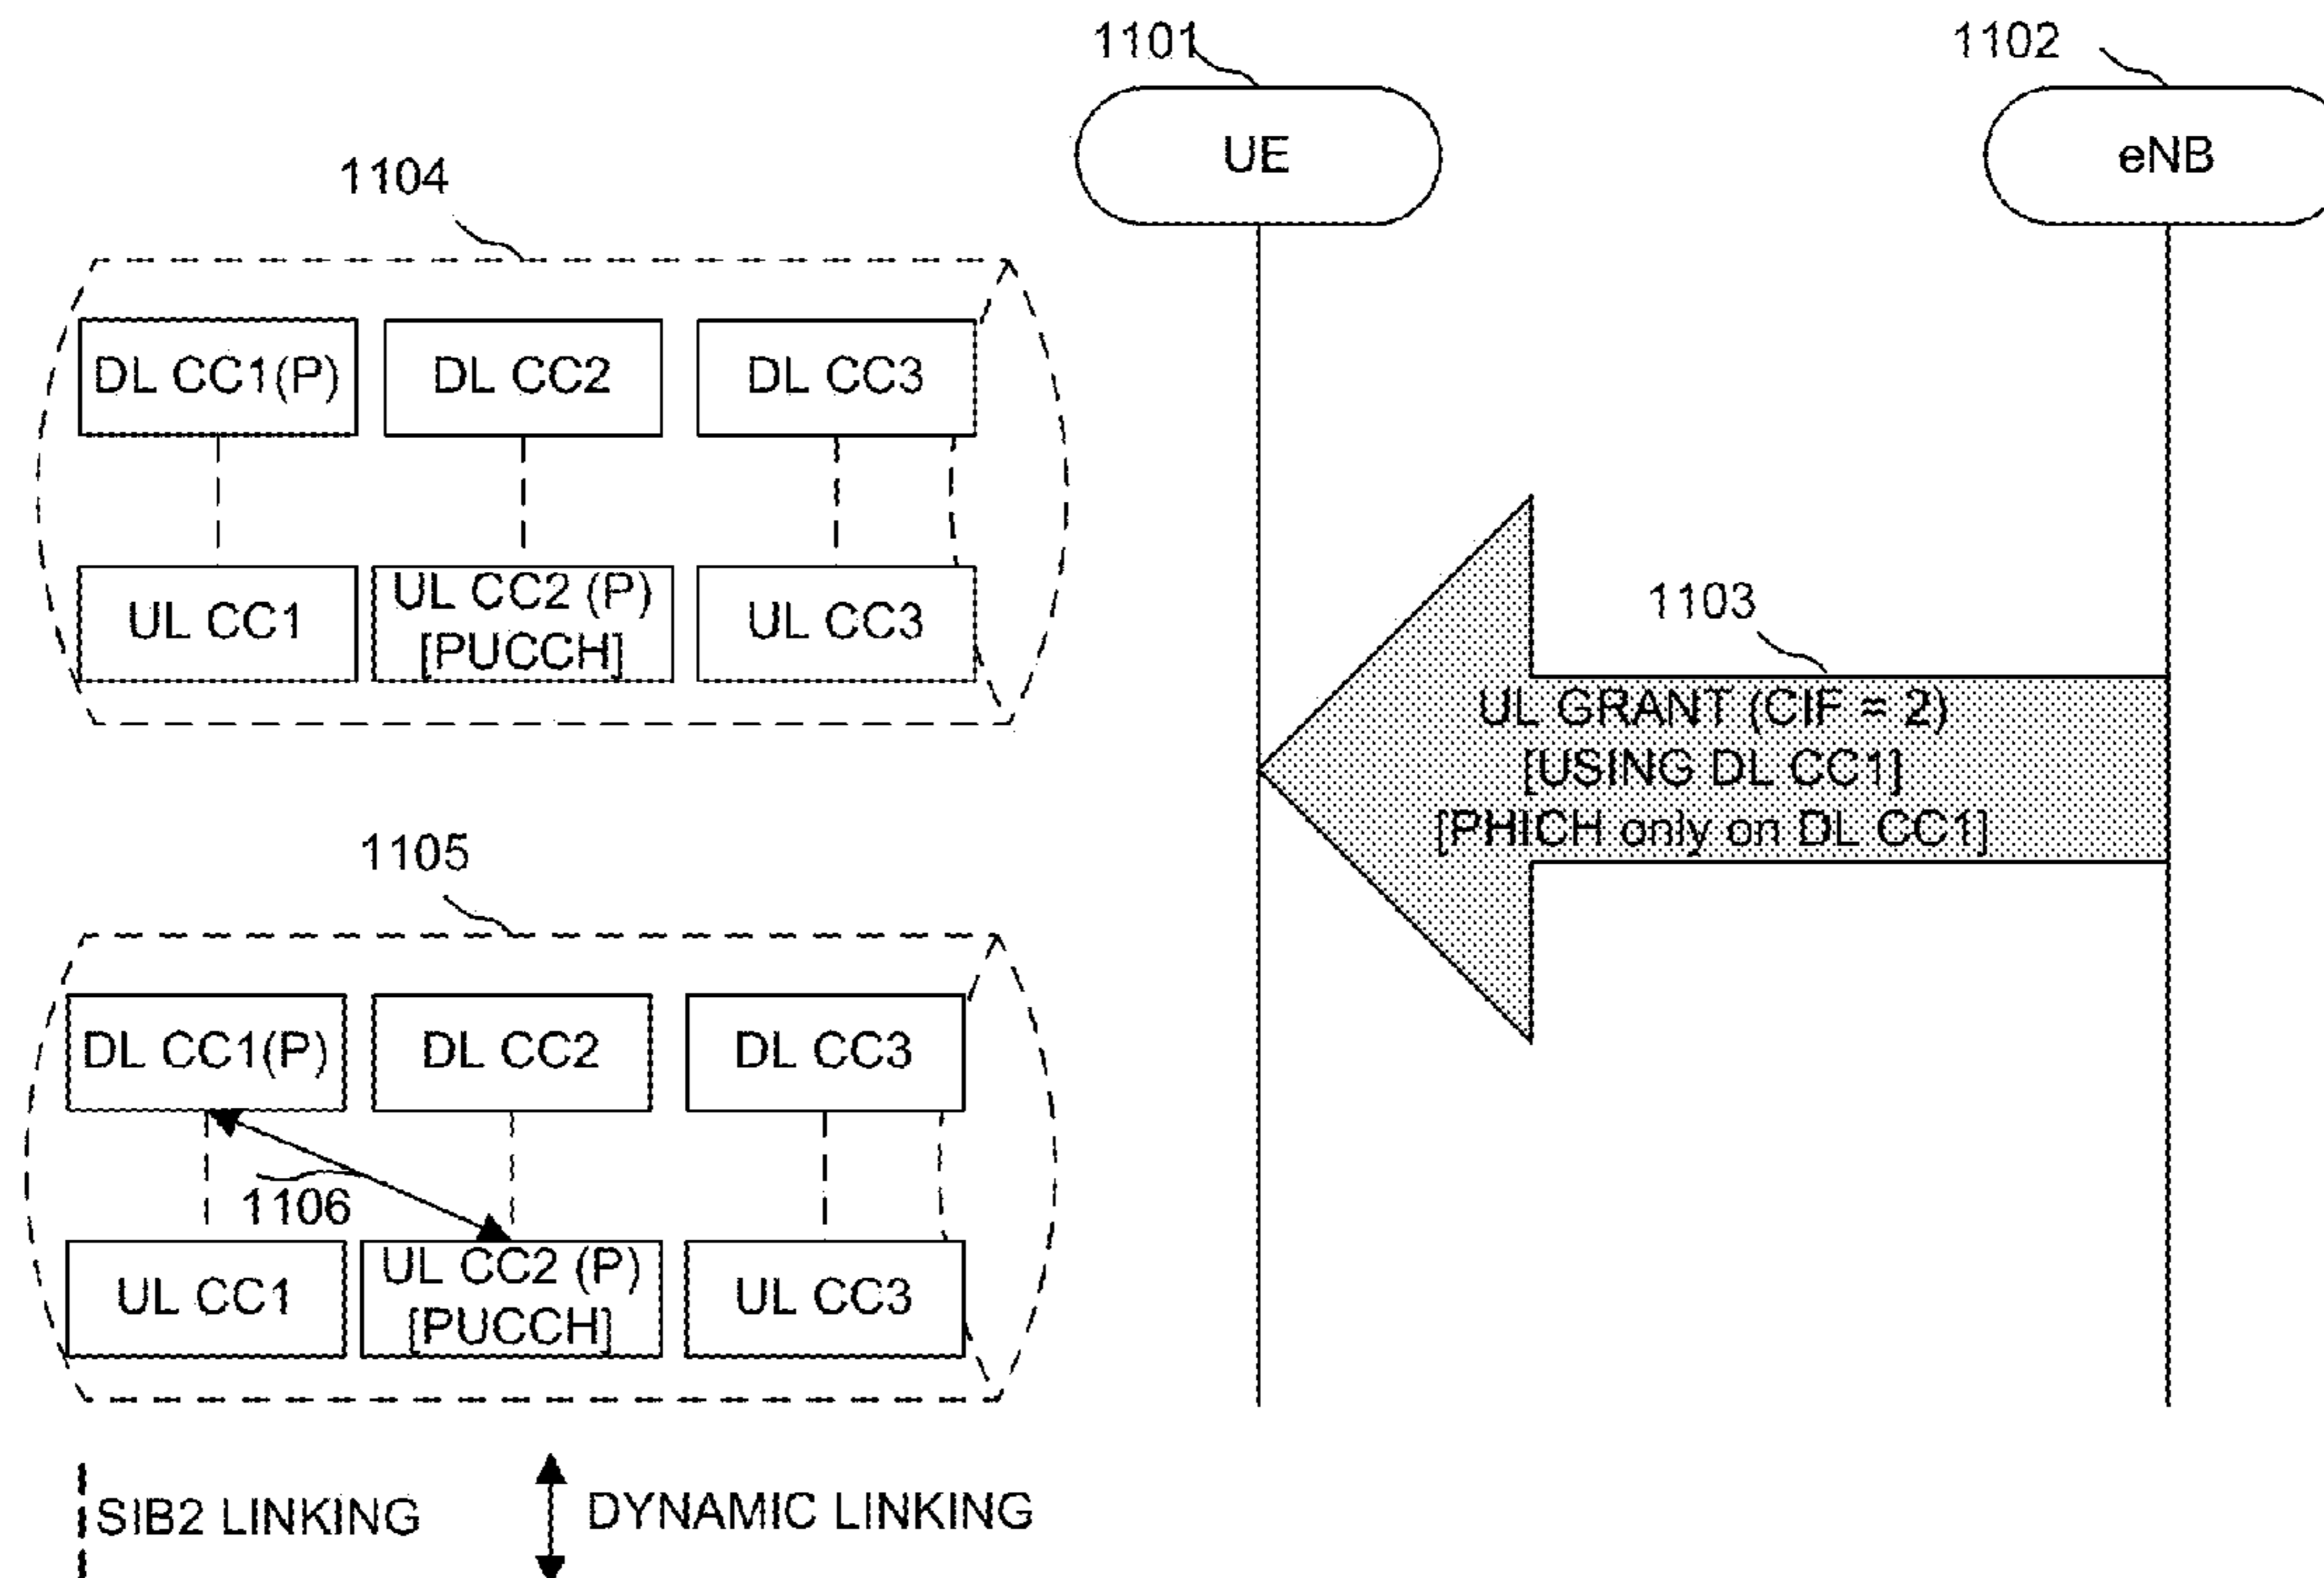 1101
1102
UE
eNB
1104
DL CC1(P)
DL CC2
DL CC3
UL CC1
UL CC2 (P)
[PUCCH]
UL CC3
1103
UL GRANT (CIF = 2)
[USING DL CC1]
[PHICH only on DL CC1]
1105
DL CC1(P)
DL CC2
DL CC3
1106
UL CC1
UL CC2 (P)
[PUCCH]
UL CC3
SIB2 LINKING
DYNAMIC LINKING